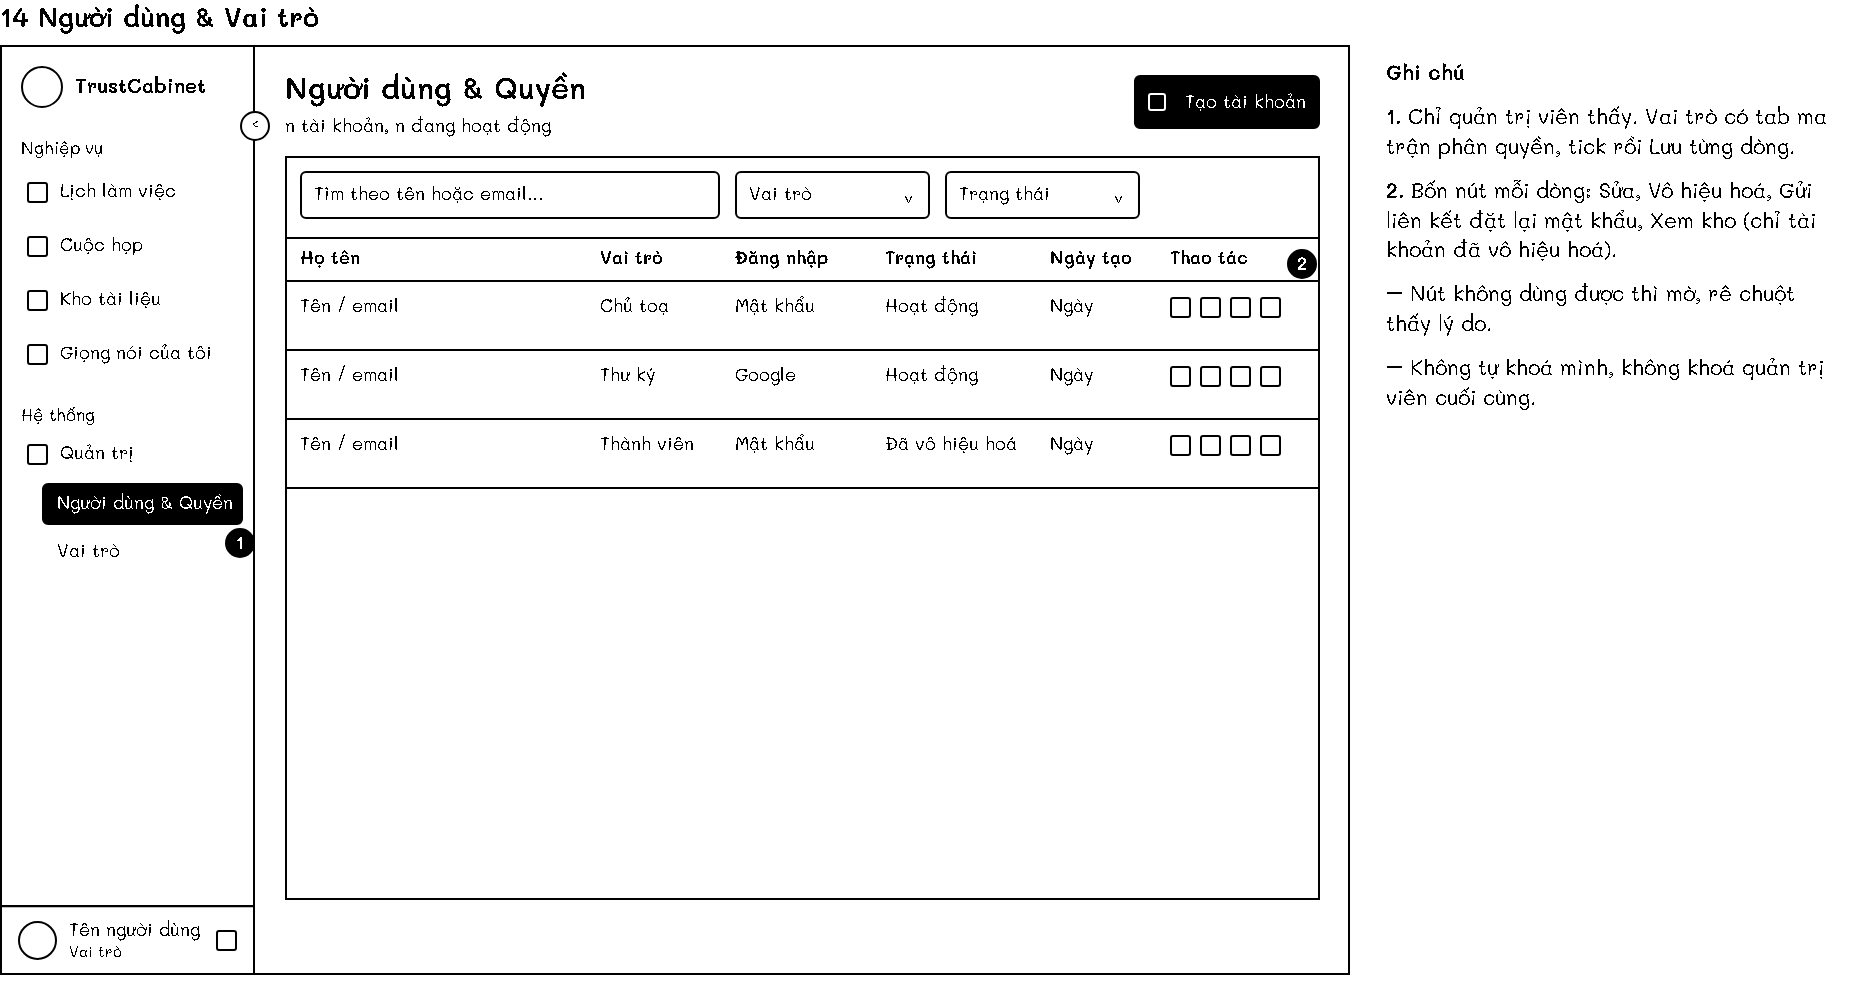 14 Người dùng & Vai trò
TrustCabinet
<
Nghiệp vụ
Lịch làm việc
Cuộc họp
Kho tài liệu
Giọng nói của tôi
Hệ thống
Quản trị
Người dùng & Quyền
1
Vai trò
Tên người dùng
Vai trò
Người dùng & Quyền
n tài khoản, n đang hoạt động
Tạo tài khoản
Tìm theo tên hoặc email... Vai trò v Trạng thái v
Họ tên Vai trò Đăng nhập Trạng thái Ngày tạo Thao tác 2
Tên / email Chủ toạ Mật khẩu Hoạt động Ngày
Tên / email Thư ký Google Hoạt động Ngày
Tên / email Thành viên Mật khẩu Đã vô hiệu hoá Ngày
Ghi chú
1. Chỉ quản trị viên thấy. Vai trò có tab ma
trận phân quyền, tick rồi Lưu từng dòng.
2. Bốn nút mỗi dòng: Sửa, Vô hiệu hoá, Gửi
liên kết đặt lại mật khẩu, Xem kho (chỉ tài
khoản đã vô hiệu hoá).
— Nút không dùng được thì mờ, rê chuột
thấy lý do.
— Không tự khoá mình, không khoá quản trị
viên cuối cùng.